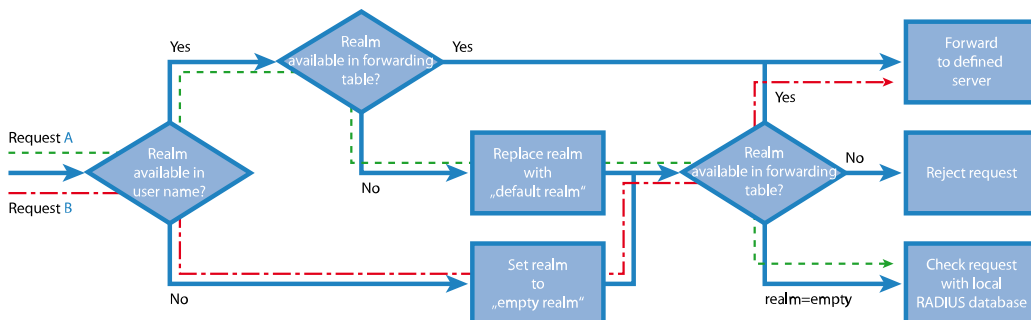 Yes
Realm
available in forwarding
table?
Yes
Forward
to defined
server
Request A
Realm
available in
user name?
Request B
No
Replace realm
with
„default realm“
Yes
Realm
available in forwarding
table?
No
Reject request
No
Set realm
to
„empty realm“
realm=empty
Check request
with local
RADIUS database